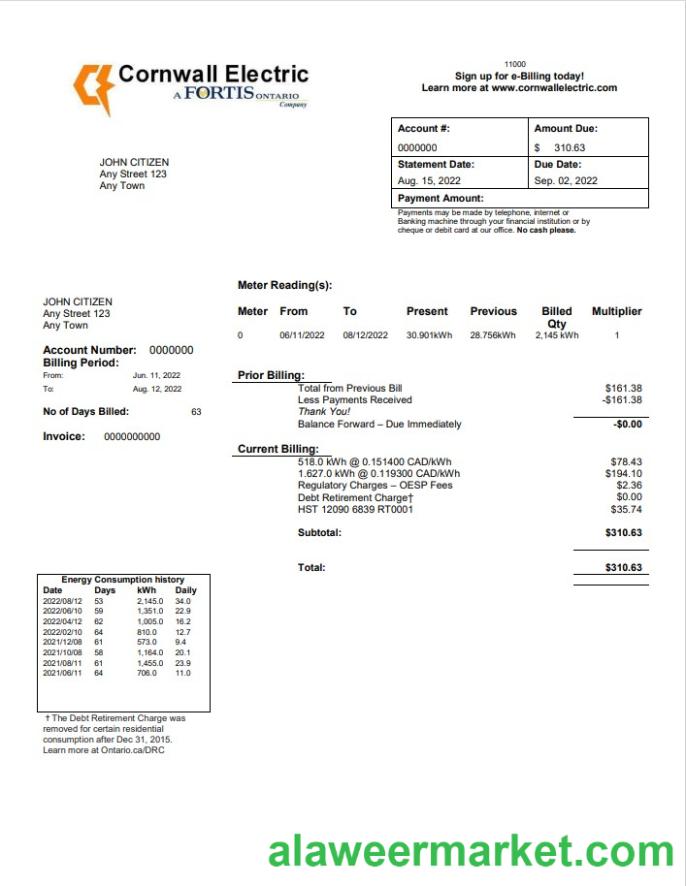 Cornwall Electric
A FORTIS ONTARIO
Company
11000
Sign up for e-Billing today!
Learn more at www.cornwallelectric.com
Account #: Amount Due:
0000000 $ 310.63
Statement Date: Due Date:
Aug. 15, 2022 Sep. 02, 2022
Payment Amount:
Payments may be made by telephone, internet or
Banking machine through your financial institution or by
cheque or debit card at our office. No cash please.
JOHN CITIZEN
Any Street 123
Any Town
JOHN CITIZEN
Any Street 123
Any Town
Account Number: 0000000
Billing Period:
From: Jun. 11, 2022
To: Aug. 12, 2022
No of Days Billed: 63
Invoice: 0000000000
Meter Reading(s):
Meter From To Present Previous Billed Multiplier
Qty
0 06/11/2022 08/12/2022 30.901kWh 28.756kWh 2,145 kWh 1
Prior Billing:
Total from Previous Bill $161.38
Less Payments Received -$161.38
Thank You!
Balance Forward – Due Immediately -$0.00
Current Billing:
518.0 kWh @ 0.151400 CAD/kWh $78.43
1.627.0 kWh @ 0.119300 CAD/kWh $194.10
Regulatory Charges – OESP Fees $2.36
Debt Retirement Charge† $0.00
HST 12090 6839 RT0001 $35.74
Subtotal: $310.63
Total: $310.63
Energy Consumption history
Date Days kWh Daily
2022/08/12 53 2,145.0 34.0
2022/06/10 59 1,351.0 22.9
2022/04/12 62 1,005.0 16.2
2022/02/10 64 810.0 12.7
2021/12/08 61 573.0 9.4
2021/10/08 58 1,164.0 20.1
2021/08/11 61 1,455.0 23.9
2021/06/11 64 706.0 11.0
† The Debt Retirement Charge was
removed for certain residential
consumption after Dec 31, 2015.
Learn more at Ontario.ca/DRC
alaweermarket.com